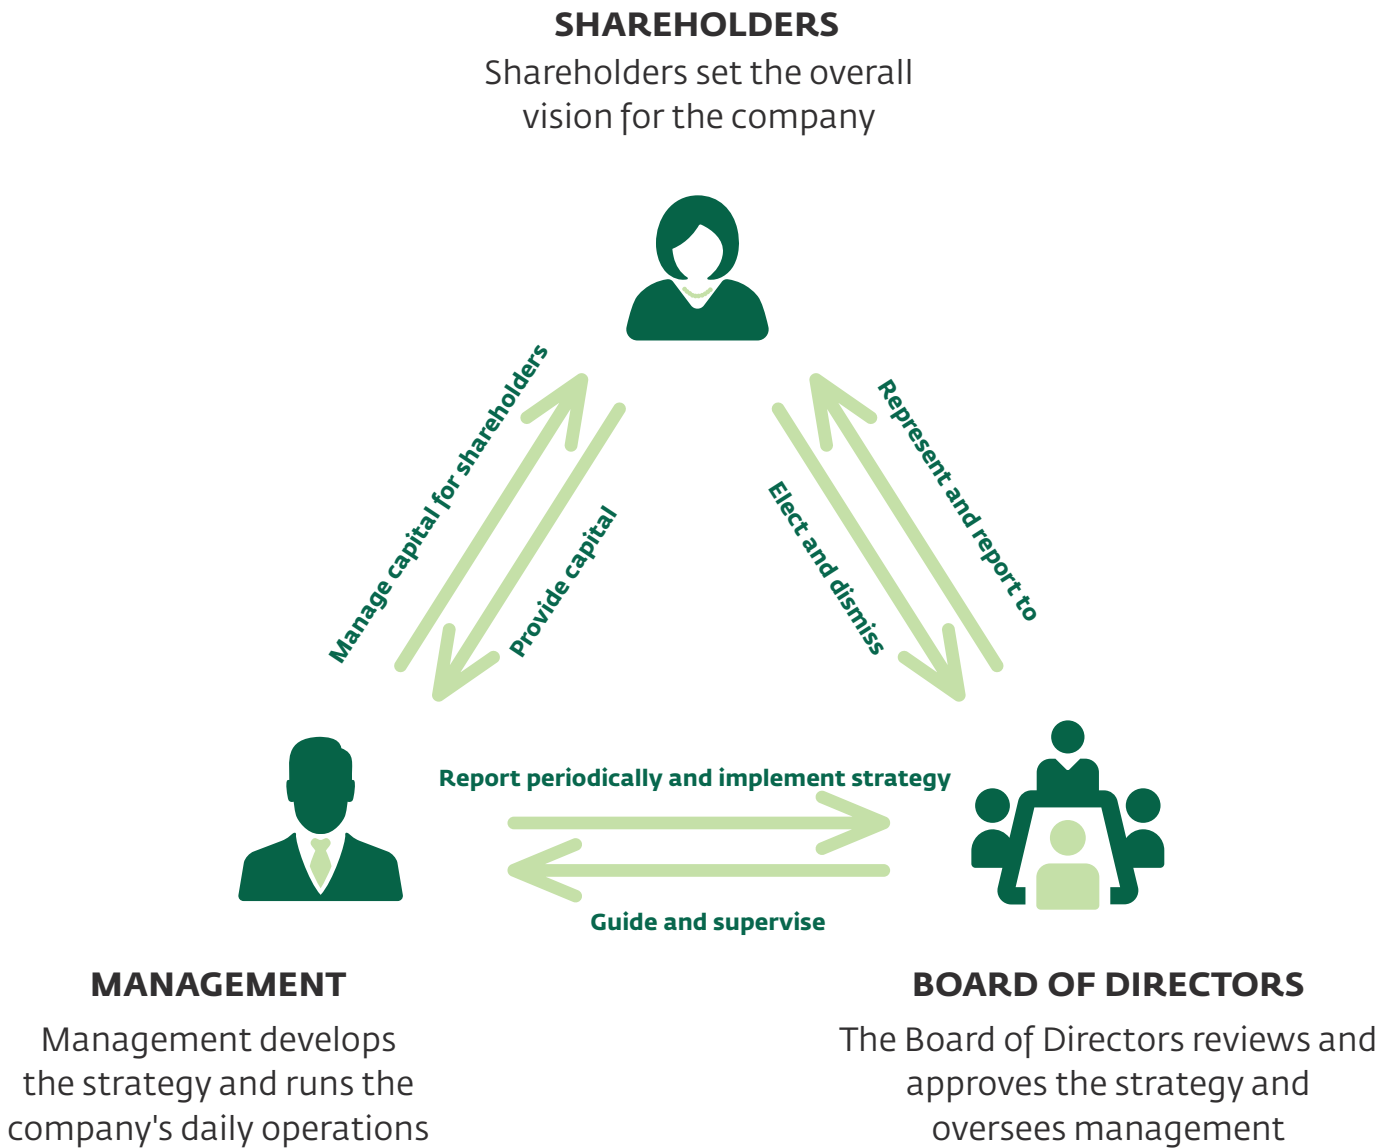 SHAREHOLDERS
Shareholders set the overall
vision for the company
Manage capital for shareholders
Provide capital
Elect and dismiss
Represent and report to
Report periodically and implement strategy
Guide and supervise
MANAGEMENT
Management develops
the strategy and runs the
company's daily operations
BOARD OF DIRECTORS
The Board of Directors reviews and
approves the strategy and
oversees management